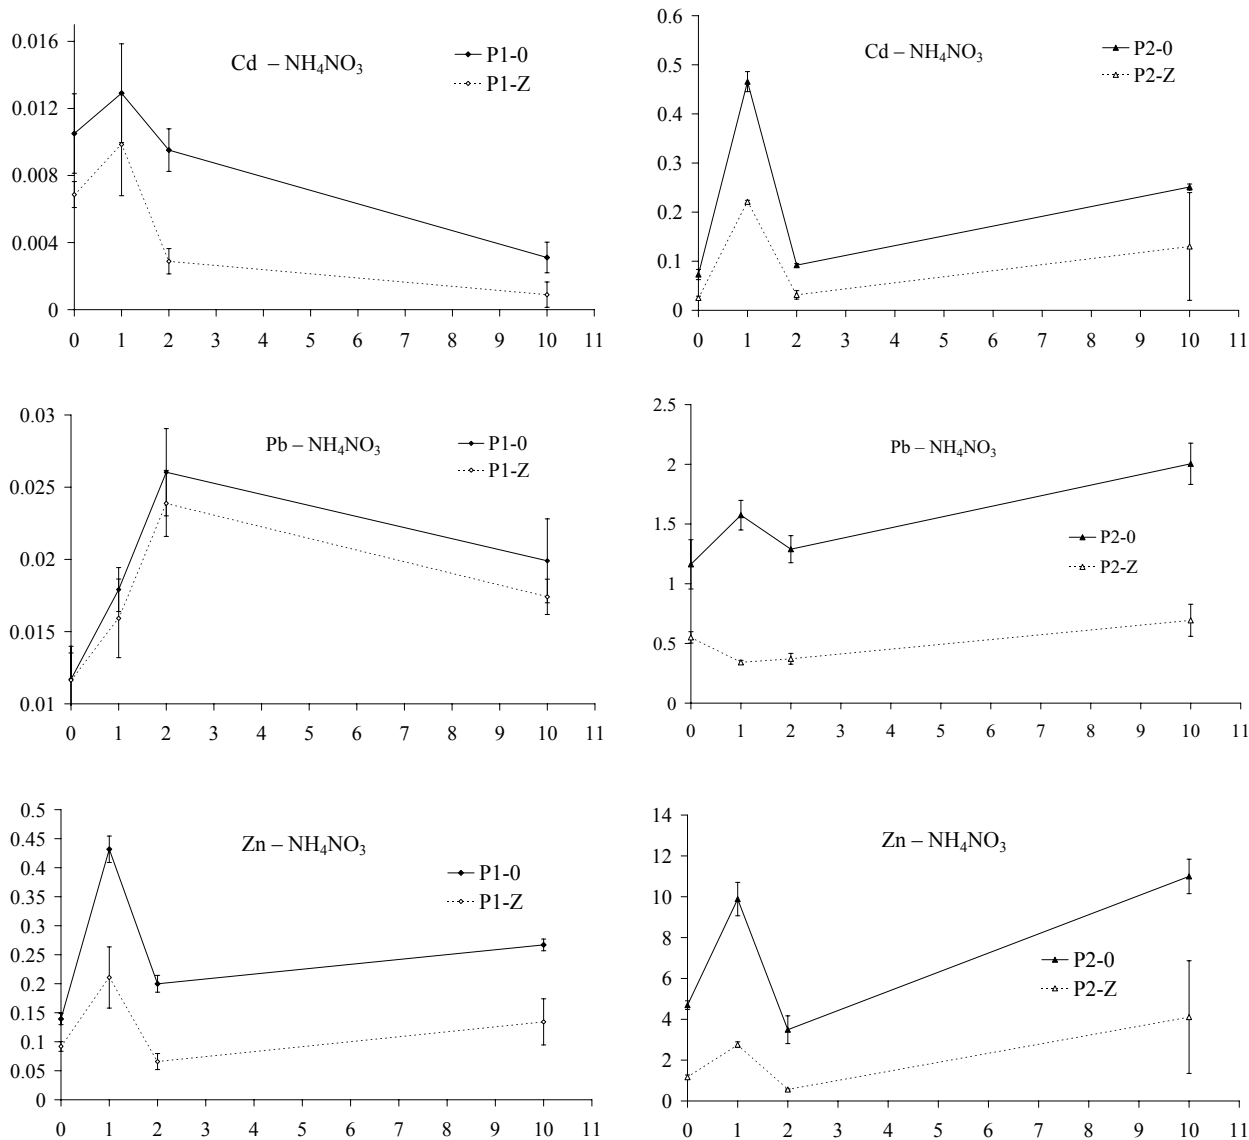 Cd – NH₄NO₃
P1-0
P1-Z
0.016
0.012
0.008
0.004
0
0 1 2 3 4 5 6 7 8 9 10 11
Cd – NH₄NO₃
P2-0
P2-Z
0.6
0.5
0.4
0.3
0.2
0.1
0
0 1 2 3 4 5 6 7 8 9 10 11
Pb – NH₄NO₃
P1-0
P1-Z
0.03
0.025
0.02
0.015
0.01
0 1 2 3 4 5 6 7 8 9 10 11
Pb – NH₄NO₃
P2-0
P2-Z
2.5
2
1.5
1
0.5
0
0 1 2 3 4 5 6 7 8 9 10 11
Zn – NH₄NO₃
P1-0
P1-Z
0.5
0.45
0.4
0.35
0.3
0.25
0.2
0.15
0.1
0.05
0
0 1 2 3 4 5 6 7 8 9 10 11
Zn – NH₄NO₃
P2-0
P2-Z
14
12
10
8
6
4
2
0
0 1 2 3 4 5 6 7 8 9 10 11